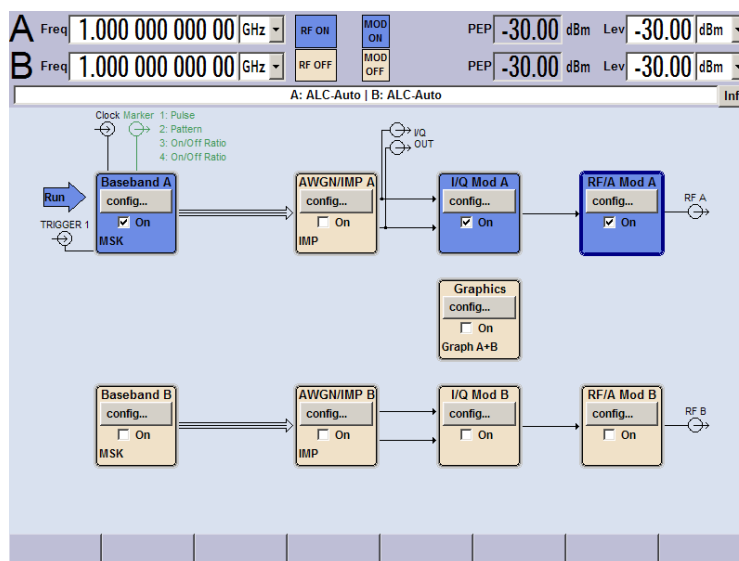 A Freq 1.000 000 000 00 GHz RF ON MOD ON PEP -30.00 dBm Lev -30.00 dBm
B Freq 1.000 000 000 00 GHz RF OFF MOD OFF PEP -30.00 dBm Lev -30.00 dBm
A: ALC-Auto | B: ALC-Auto Inf
Clock Marker 1: Pulse
2: Pattern
3: On/Off Ratio
4: On/Off Ratio
I/Q
OUT
Baseband A AWGN/IMP A I/Q Mod A RF/A Mod A
Run config... config... config... config... RF A
TRIGGER 1 On On On On
MSK IMP
Graphics
config...
On
Graph A+B
Baseband B AWGN/IMP B I/Q Mod B RF/A Mod B
config... config... config... config... RF B
On On On On
MSK IMP